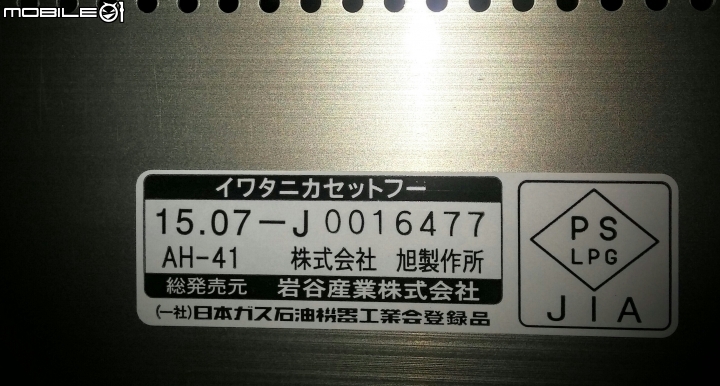 MOBILE01
イワタニカセットフー
15.07-J 0016477
AH-41 株式会社 旭製作所
総発売元 岩谷産業株式会社
(一社)日本ガス石油機器工業会登録品
PS
LPG
JIA